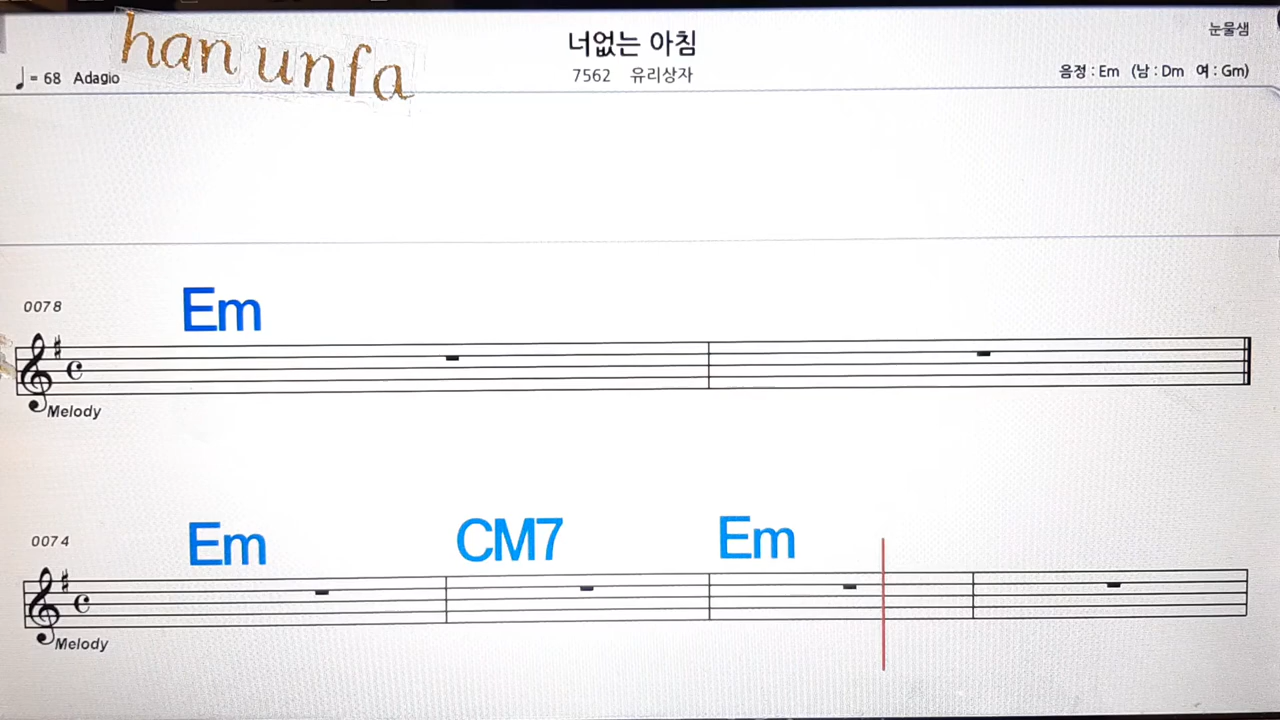 han unfa
너없는 아침
눈물샘
♩= 68 Adagio
7562 유리상자
음정 : Em (남 : Dm 여 : Gm)
0078
Em
Melody
0074
Em CM7 Em
Melody